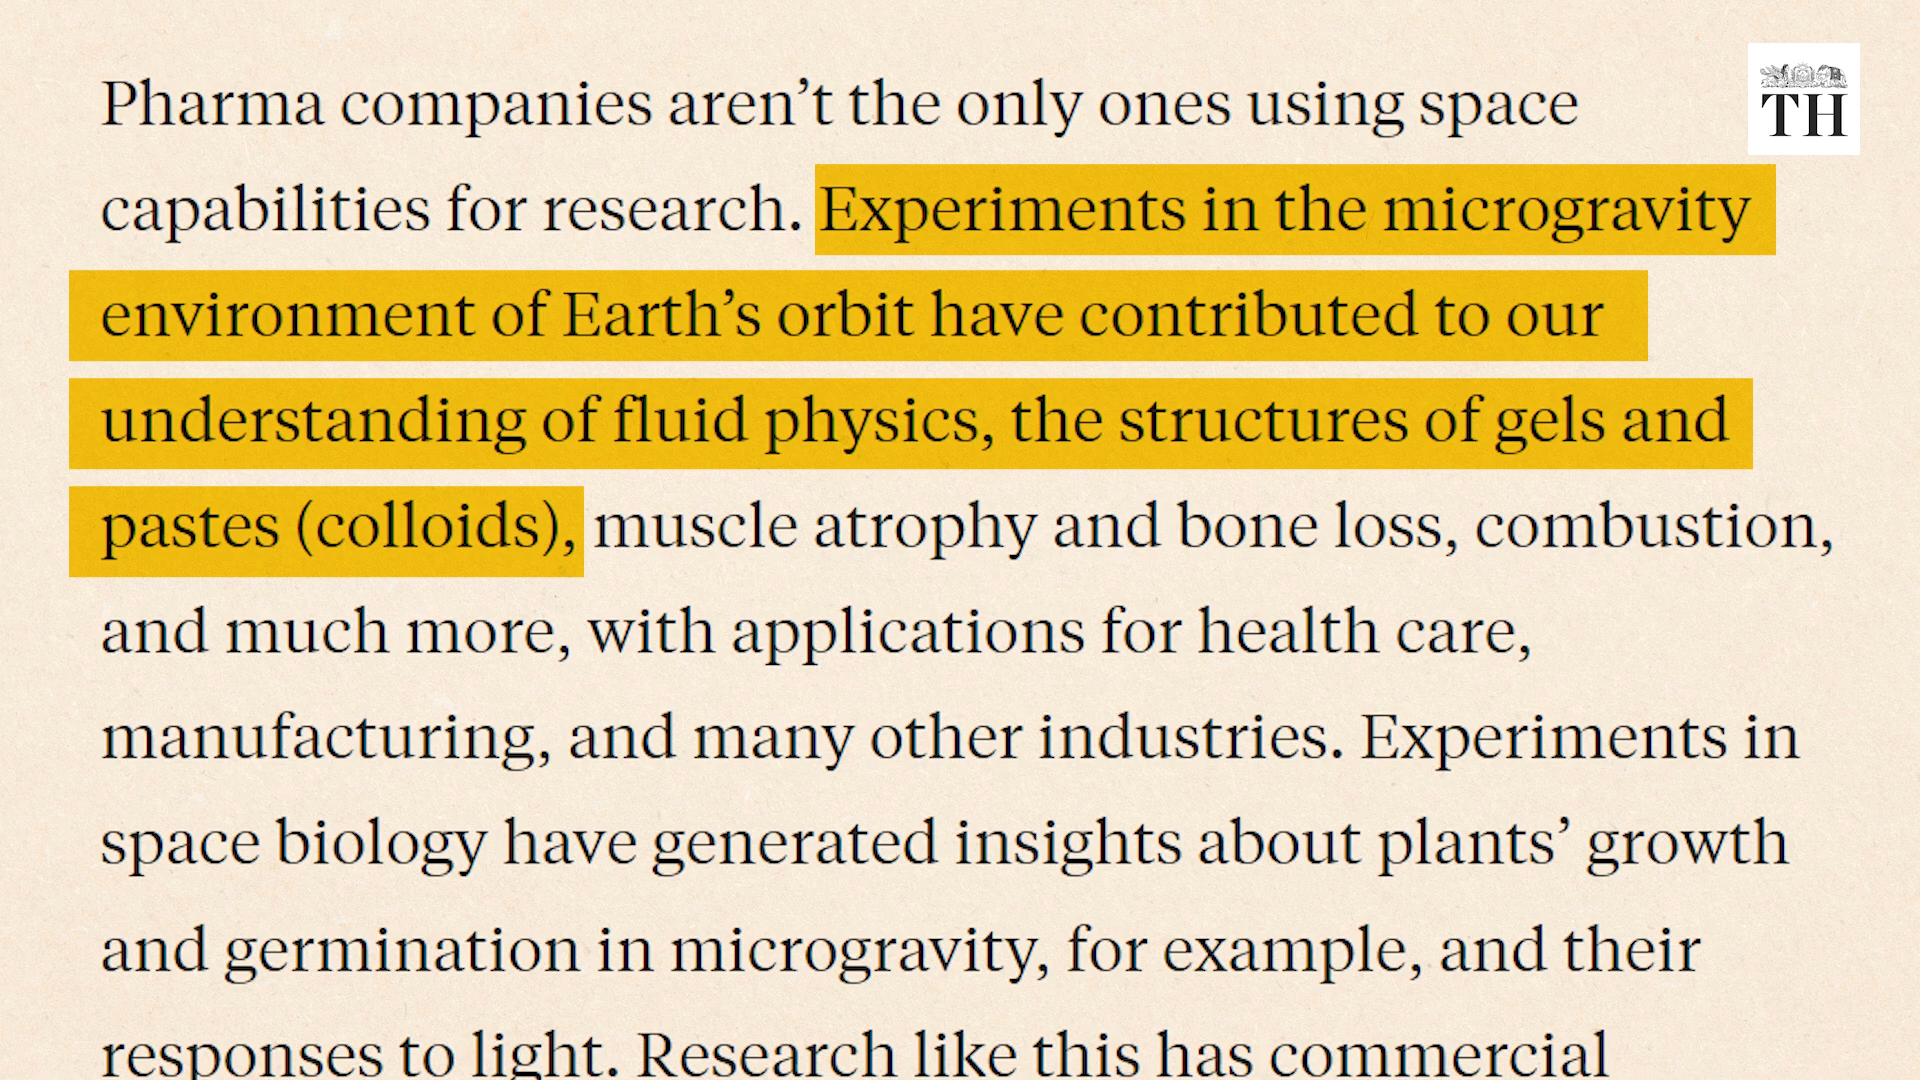 Pharma companies aren’t the only ones using space
TH
capabilities for research. Experiments in the microgravity
environment of Earth’s orbit have contributed to our
understanding of fluid physics, the structures of gels and
pastes (colloids), muscle atrophy and bone loss, combustion,
and much more, with applications for health care,
manufacturing, and many other industries. Experiments in
space biology have generated insights about plants’ growth
and germination in microgravity, for example, and their
responses to light. Research like this has commercial